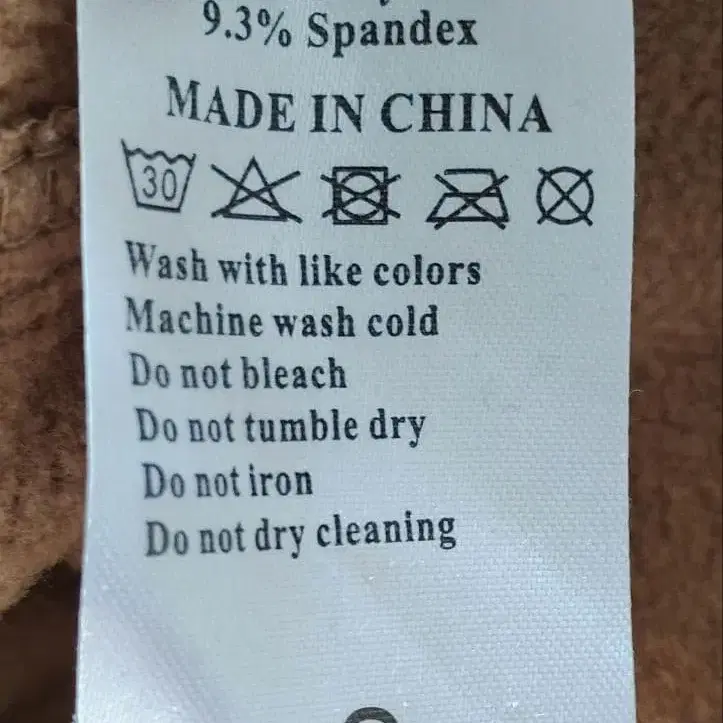 9.3% Spandex
MADE IN CHINA
30
Wash with like colors
Machine wash cold
Do not bleach
Do not tumble dry
Do not iron
Do not dry cleaning